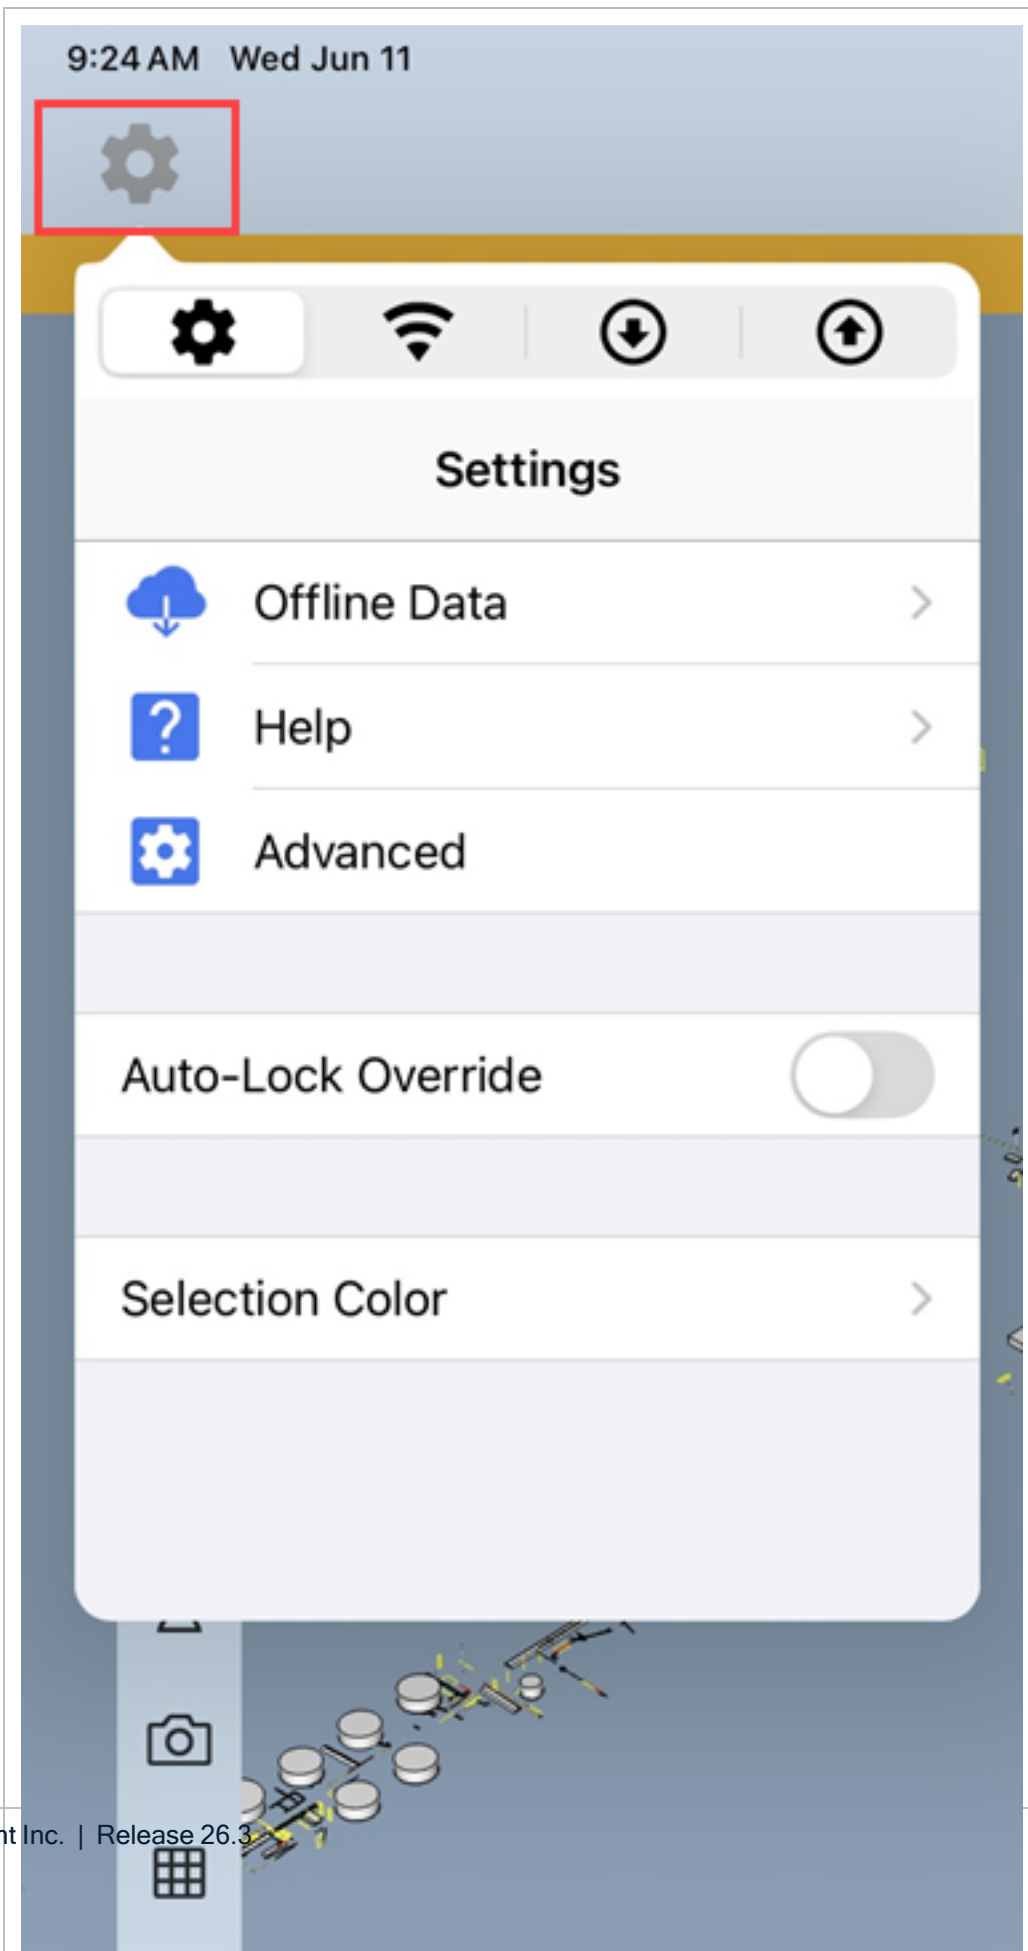 9:24 AM Wed Jun 11
Settings
Offline Data
Help
Advanced
Auto-Lock Override
Selection Color
Inc. | Release 26.3